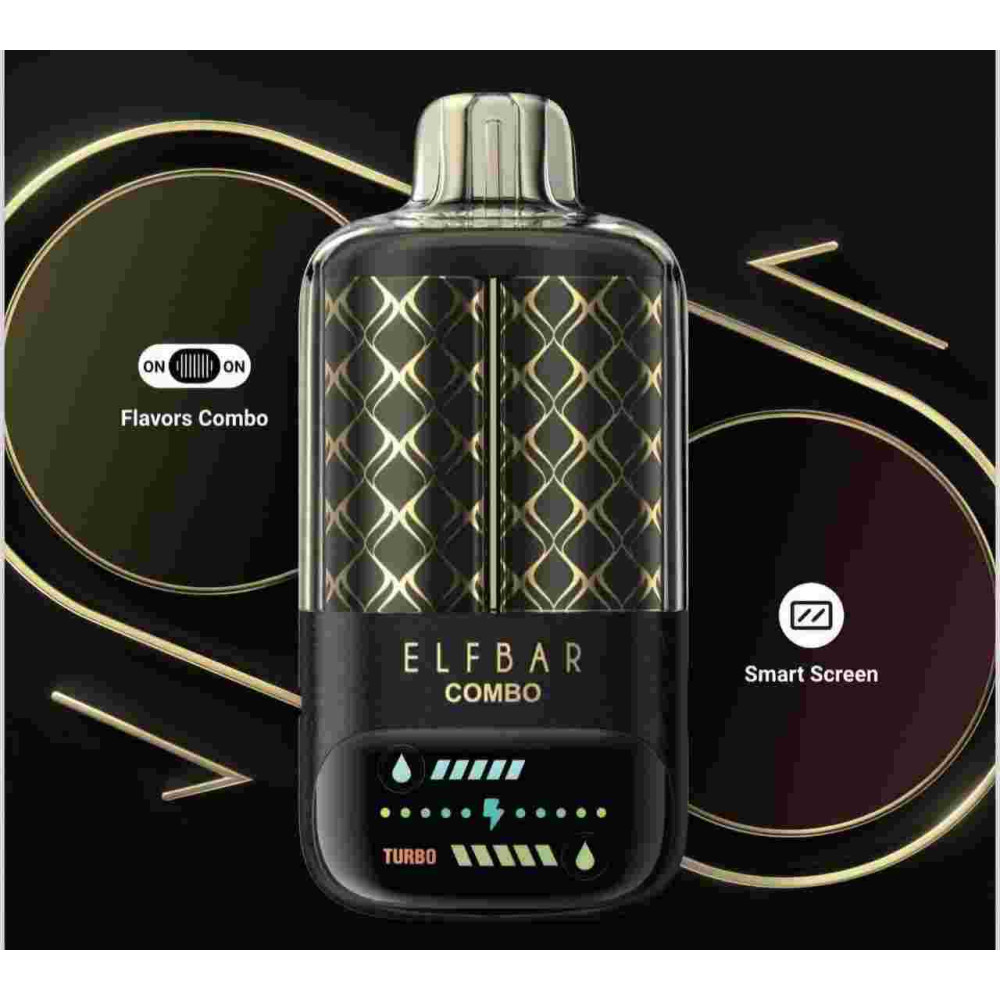 ON ON
Flavors Combo
Smart Screen
ELFBAR
COMBO
TURBO